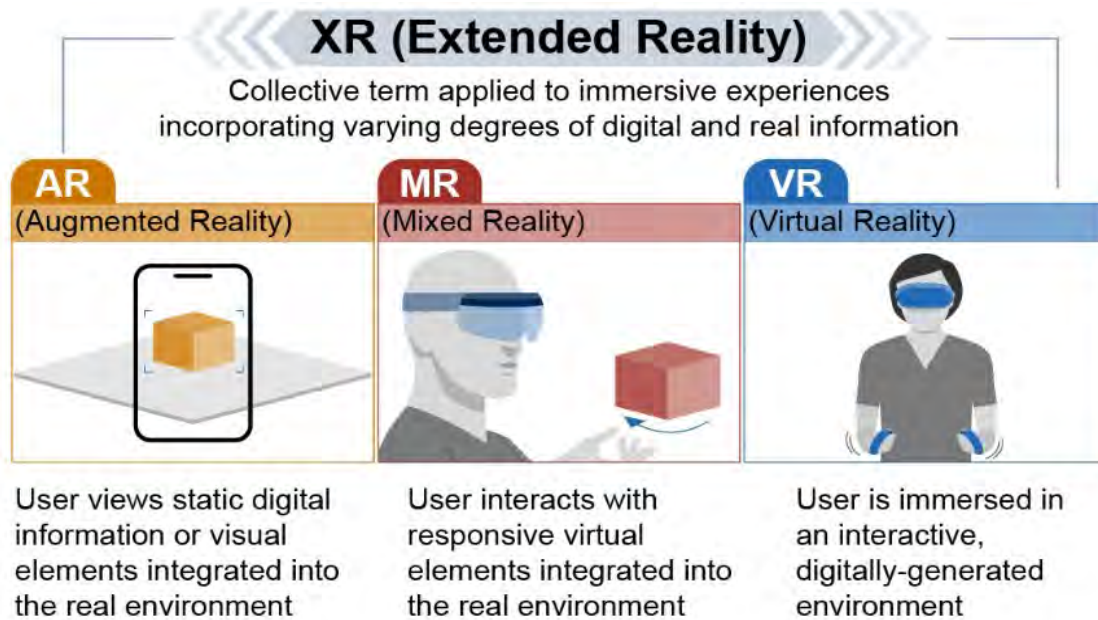 XR (Extended Reality)
Collective term applied to immersive experiences
incorporating varying degrees of digital and real information
AR
(Augmented Reality)
User views static digital
information or visual
elements integrated into
the real environment
MR
(Mixed Reality)
User interacts with
responsive virtual
elements integrated into
the real environment
VR
(Virtual Reality)
User is immersed in
an interactive,
digitally-generated
environment